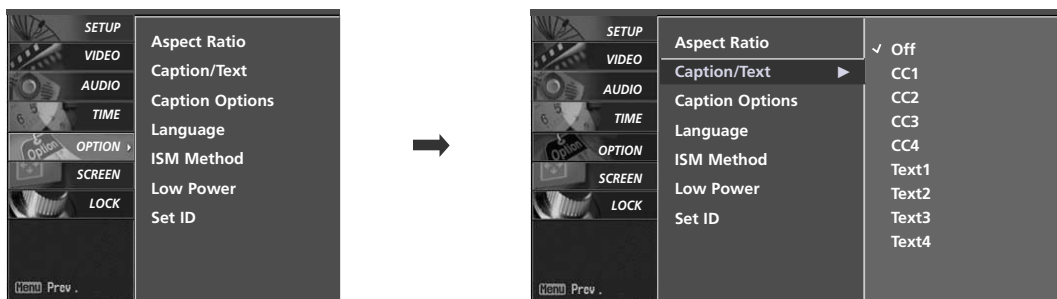 SETUP
VIDEO
AUDIO
TIME
Option
OPTION
SCREEN
LOCK
Menu Prev .
Aspect Ratio
Caption/Text
Caption Options
Language
ISM Method
Low Power
Set ID
SETUP
VIDEO
AUDIO
TIME
Option
OPTION
SCREEN
LOCK
Menu Prev .
Aspect Ratio
Caption/Text
Caption Options
Language
ISM Method
Low Power
Set ID
Off
CC1
CC2
CC3
CC4
Text1
Text2
Text3
Text4